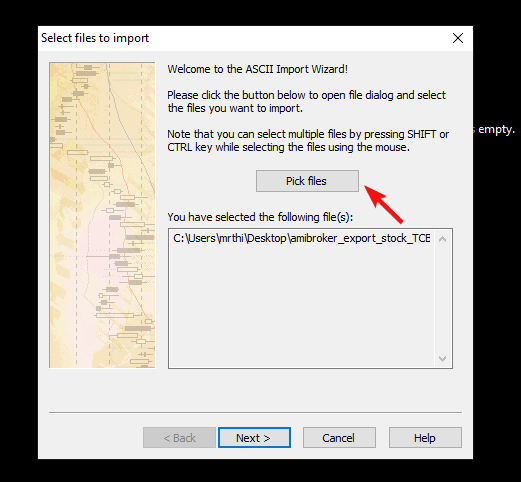 Select files to import
Welcome to the ASCII Import Wizard!
Please click the button below to open file dialog and select
the files you want to import.
s empty.
Note that you can select multiple files by pressing SHIFT or
CTRL key while selecting the files using the mouse.
Pick files
You have selected the following file(s):
C:\Users\mrthi\Desktop\amibroker_export_stock_TCB
< Back
Next >
Cancel
Help